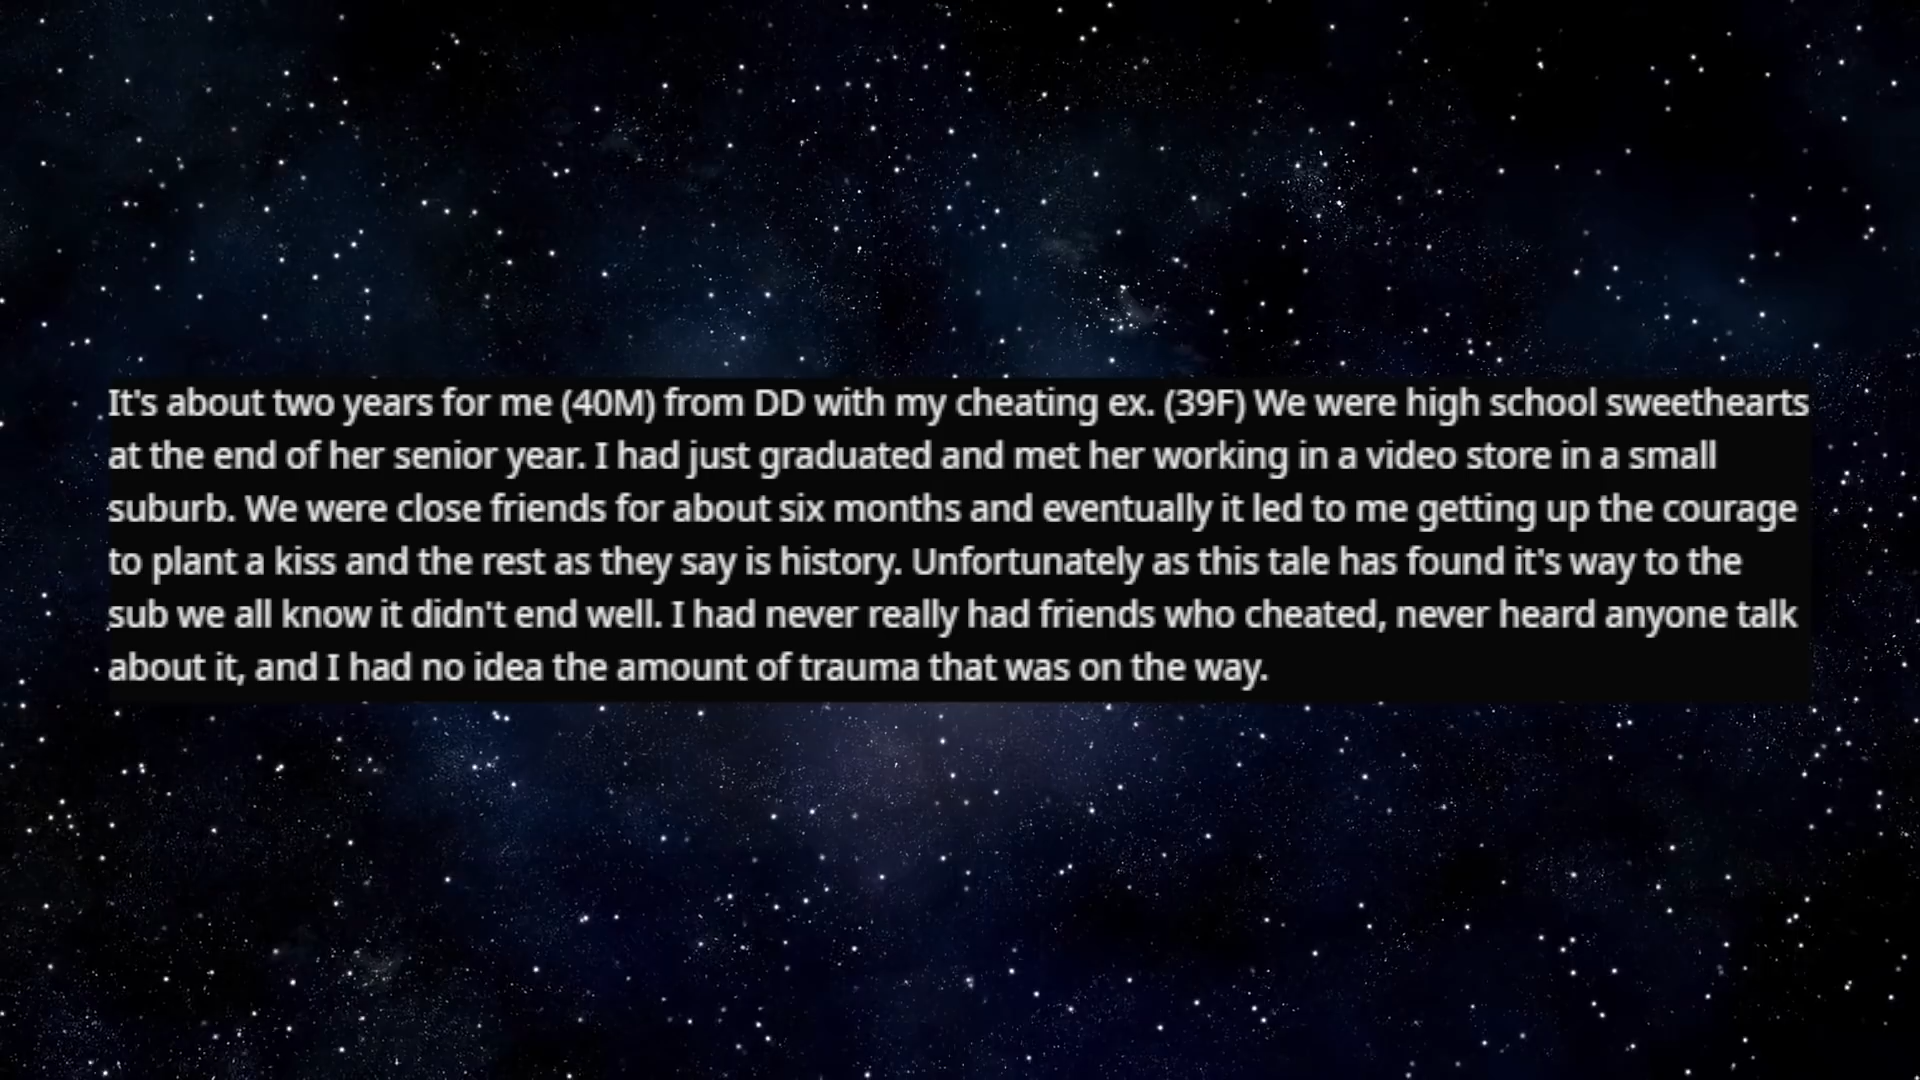 It's about two years for me (40M) from DD with my cheating ex. (39F) We were high school sweethearts
at the end of her senior year. I had just graduated and met her working in a video store in a small
suburb. We were close friends for about six months and eventually it led to me getting up the courage
to plant a kiss and the rest as they say is history. Unfortunately as this tale has found it's way to the
sub we all know it didn't end well. I had never really had friends who cheated, never heard anyone talk
about it, and I had no idea the amount of trauma that was on the way.